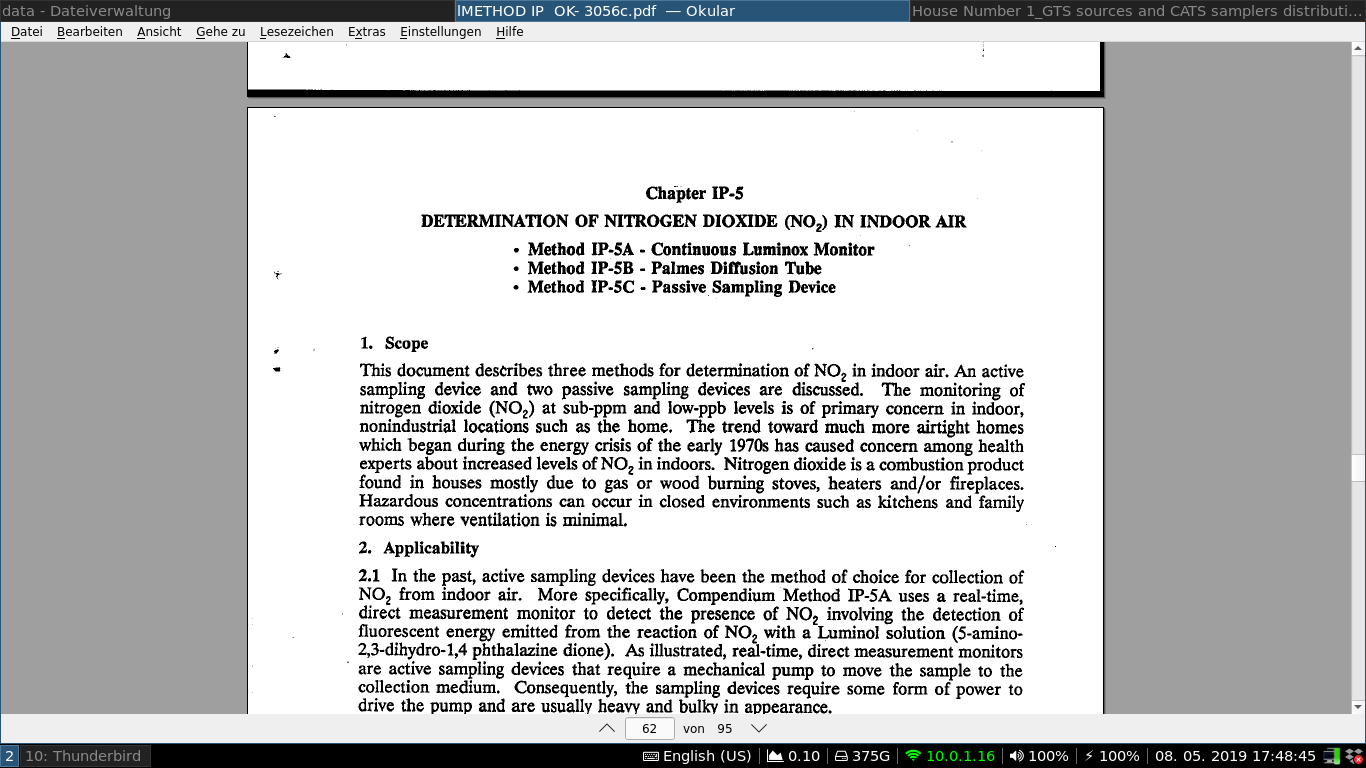 data - Dateiverwaltung
IMETHOD IP  OK- 3056c.pdf  — Okular
House Number 1_GTS sources and CATS samplers distributi...
Datei Bearbeiten Ansicht Gehe zu Lesezeichen Extras Einstellungen Hilfe
Chapter IP-5
DETERMINATION OF NITROGEN DIOXIDE (NO₂) IN INDOOR AIR
• Method IP-5A - Continuous Luminox Monitor
• Method IP-5B - Palmes Diffusion Tube
• Method IP-5C - Passive Sampling Device
1. Scope
This document describes three methods for determination of NO₂ in indoor air. An active
sampling device and two passive sampling devices are discussed. The monitoring of
nitrogen dioxide (NO₂) at sub-ppm and low-ppb levels is of primary concern in indoor,
nonindustrial locations such as the home. The trend toward much more airtight homes
which began during the energy crisis of the early 1970s has caused concern among health
experts about increased levels of NO₂ in indoors. Nitrogen dioxide is a combustion product
found in houses mostly due to gas or wood burning stoves, heaters and/or fireplaces.
Hazardous concentrations can occur in closed environments such as kitchens and family
rooms where ventilation is minimal.
2. Applicability
2.1 In the past, active sampling devices have been the method of choice for collection of
NO₂ from indoor air. More specifically, Compendium Method IP-5A uses a real-time,
direct measurement monitor to detect the presence of NO₂ involving the detection of
fluorescent energy emitted from the reaction of NO₂ with a Luminol solution (5-amino-
2,3-dihydro-1,4 phthalazine dione). As illustrated, real-time, direct measurement monitors
are active sampling devices that require a mechanical pump to move the sample to the
collection medium. Consequently, the sampling devices require some form of power to
drive the pump and are usually heavy and bulky in appearance.
62 von 95
2 10: Thunderbird English (US) 0.10 375G 10.0.1.16 100% 100% 08. 05. 2019 17:48:45